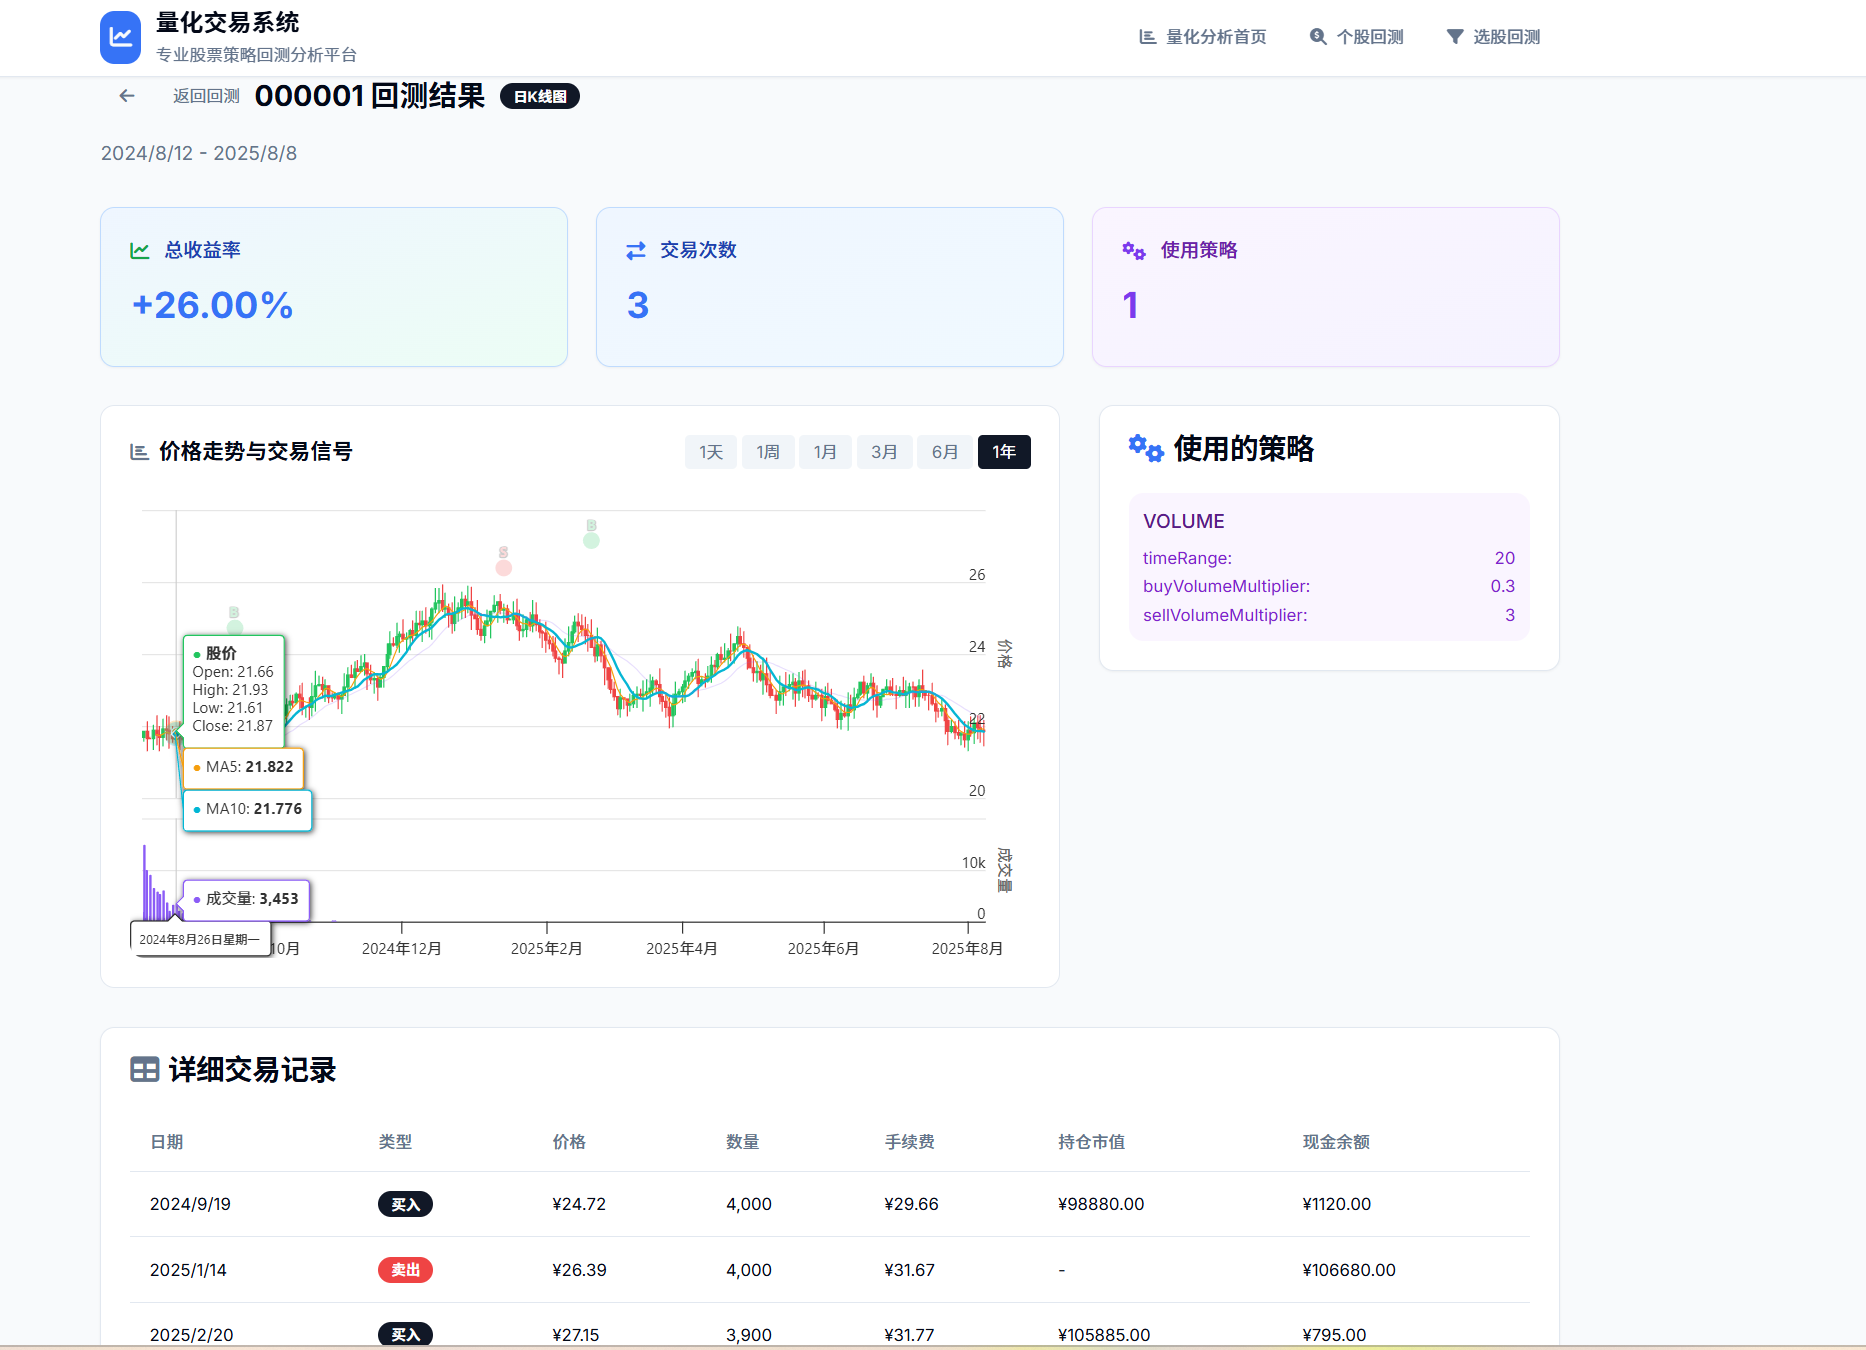 量化交易系统
专业股票策略回测分析平台
量化分析首页
个股回测
选股回测
返回回测
000001 回测结果
日K线图
2024/8/12 - 2025/8/8
总收益率
+26.00%
交易次数
3
使用策略
1
价格走势与交易信号
1天
1周
1月
3月
6月
1年
B
S
B
26
24
22
20
价格
股价
Open: 21.66
High: 21.93
Low: 21.61
Close: 21.87
MA5: 21.822
MA10: 21.776
10k
0
成交量
成交量: 3,453
2024年8月26日星期一
10月
2024年12月
2025年2月
2025年4月
2025年6月
2025年8月
使用的策略
VOLUME
timeRange: 20
buyVolumeMultiplier: 0.3
sellVolumeMultiplier: 3
详细交易记录
日期 类型 价格 数量 手续费 持仓市值 现金余额
2024/9/19 买入 ¥24.72 4,000 ¥29.66 ¥98880.00 ¥1120.00
2025/1/14 卖出 ¥26.39 4,000 ¥31.67 - ¥106680.00
2025/2/20 买入 ¥27.15 3,900 ¥31.77 ¥105885.00 ¥795.00